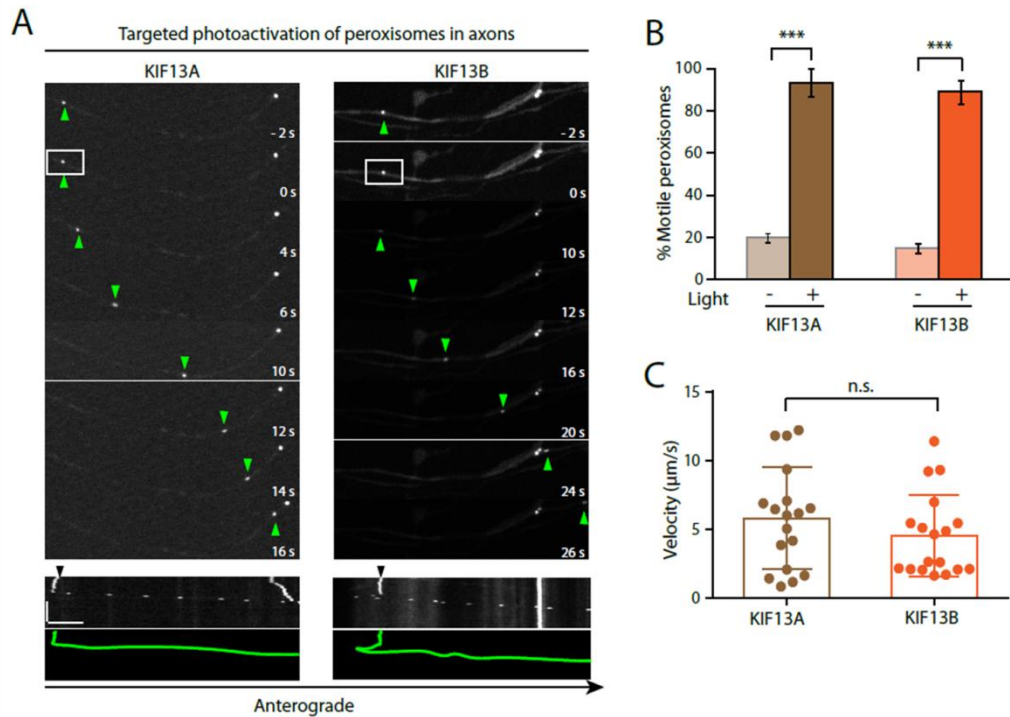 A
Targeted photoactivation of peroxisomes in axons
KIF13A
KIF13B
- 2s
0 s
4 s
6 s
10 s
12 s
14 s
16 s
- 2s
0 s
10 s
12 s
16 s
20 s
24 s
26 s
Anterograde
B
% Motile peroxisomes
100
80
60
40
20
0
***
***
Light
- + - +
KIF13A KIF13B
C
Velocity (μm/s)
15
10
5
0
n.s.
KIF13A KIF13B